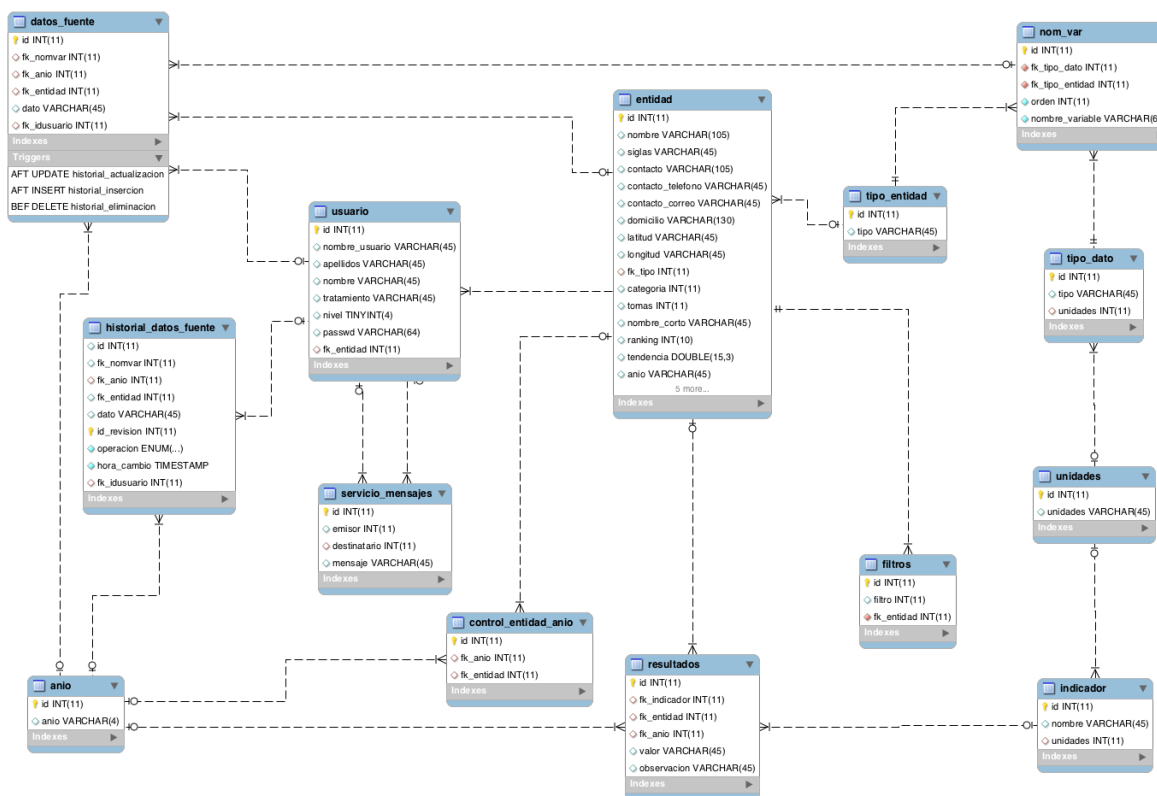 datos_fuente
id INT(11)
fk_nomvar INT(11)
fk_anio INT(11)
fk_entidad INT(11)
dato VARCHAR(45)
fk_idusuario INT(11)
Indexes
Triggers
AFT UPDATE historial_actualizacion
AFT INSERT historial_insercion
BEF DELETE historial_eliminacion
nom_var
id INT(11)
fk_tipo_dato INT(11)
fk_tipo_entidad INT(11)
orden INT(11)
nombre_variable VARCHAR(6
Indexes
entidad
id INT(11)
nombre VARCHAR(105)
siglas VARCHAR(45)
contacto VARCHAR(105)
contacto_telefono VARCHAR(45)
contacto_correo VARCHAR(45)
domicilio VARCHAR(130)
latitud VARCHAR(45)
longitud VARCHAR(45)
fk_tipo INT(11)
categoria INT(11)
tomas INT(11)
nombre_corto VARCHAR(45)
ranking INT(10)
tendencia DOUBLE(15,3)
anio VARCHAR(45)
5 more...
Indexes
tipo_entidad
id INT(11)
tipo VARCHAR(45)
Indexes
usuario
id INT(11)
nombre_usuario VARCHAR(45)
apellidos VARCHAR(45)
nombre VARCHAR(45)
tratamiento VARCHAR(45)
nivel TINYINT(4)
passwd VARCHAR(64)
fk_entidad INT(11)
Indexes
tipo_dato
id INT(11)
tipo VARCHAR(45)
unidades INT(11)
Indexes
historial_datos_fuente
id INT(11)
fk_nomvar INT(11)
fk_anio INT(11)
fk_entidad INT(11)
dato VARCHAR(45)
id_revision INT(11)
operacion ENUM(...)
hora_cambio TIMESTAMP
fk_idusuario INT(11)
Indexes
servicio_mensajes
id INT(11)
emisor INT(11)
destinatario INT(11)
mensaje VARCHAR(45)
Indexes
unidades
id INT(11)
unidades VARCHAR(45)
Indexes
filtros
id INT(11)
filtro INT(11)
fk_entidad INT(11)
Indexes
control_entidad_anio
id INT(11)
fk_anio INT(11)
fk_entidad INT(11)
Indexes
anio
id INT(11)
anio VARCHAR(4)
Indexes
resultados
id INT(11)
fk_indicador INT(11)
fk_entidad INT(11)
fk_anio INT(11)
valor VARCHAR(45)
observacion VARCHAR(45)
Indexes
indicador
id INT(11)
nombre VARCHAR(45)
unidades INT(11)
Indexes